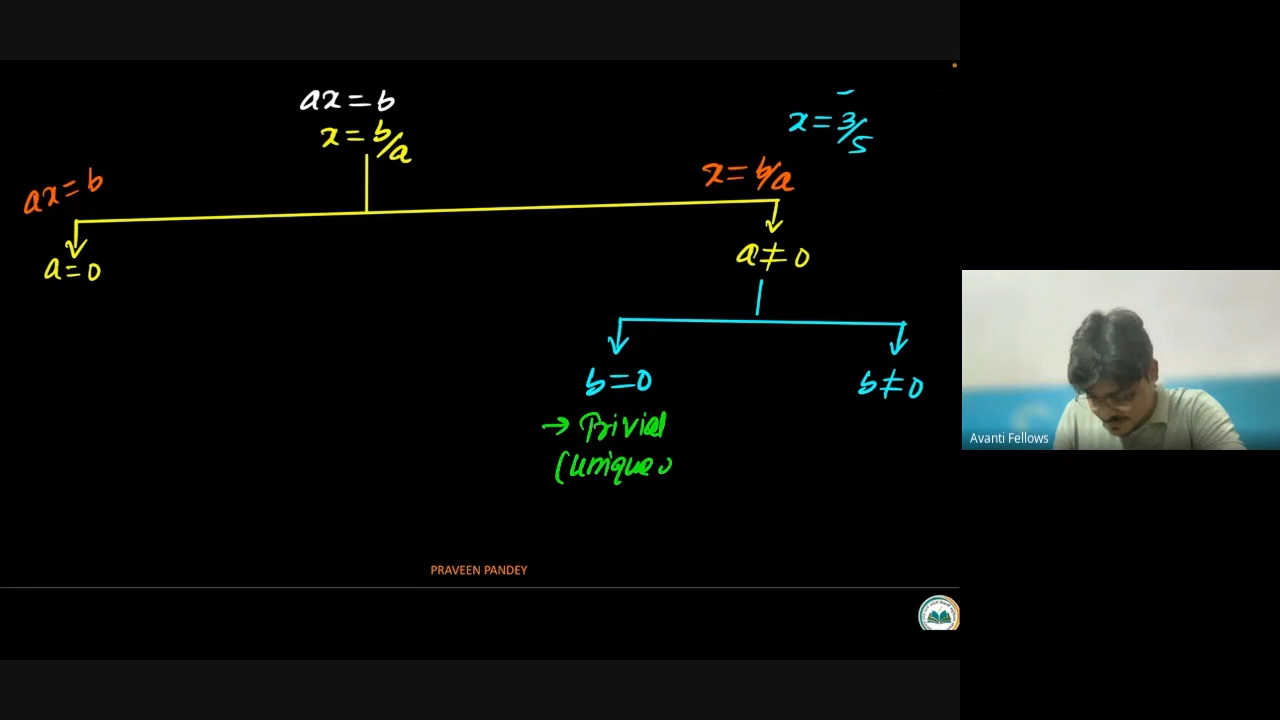 ax = b
x = b/a
x = 3/5
ax = b
x = b/a
a = 0
a ≠ 0
b = 0
b ≠ 0
→ Trivial
(unique
Avanti Fellows
PRAVEEN PANDEY